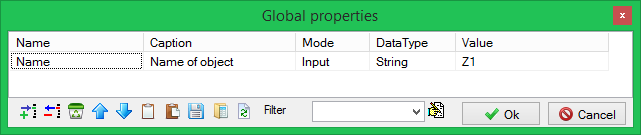 Global properties
x
Name Caption Mode DataType Value
Name Name of object Input String Z1
Filter Ok Cancel